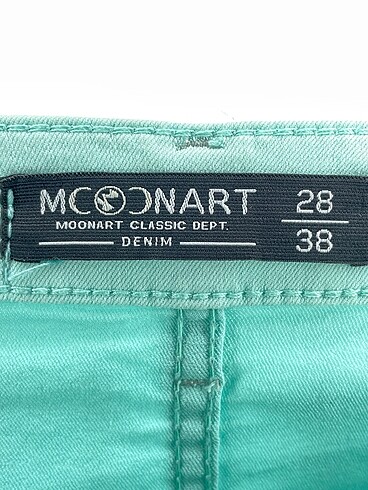 MOONART
MOONART CLASSIC DEPT.
DENIM
28
38